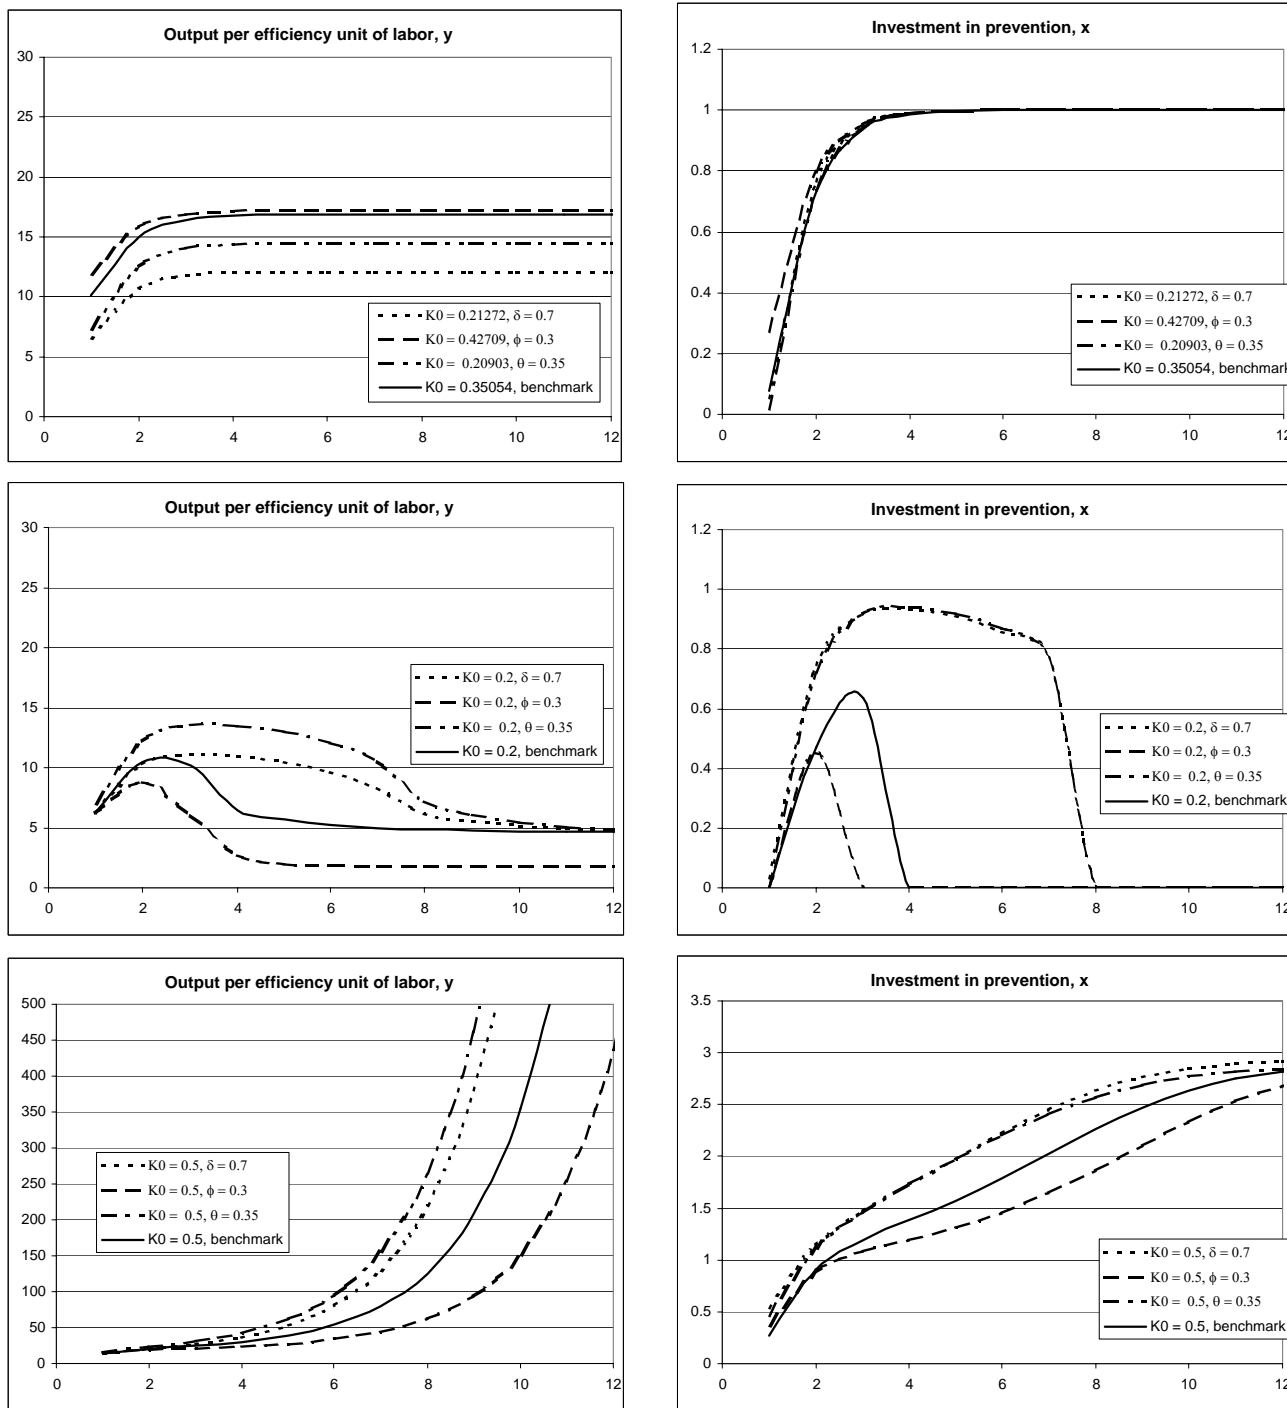 Output per efficiency unit of labor, y
30
25
20
15
10
5
0
0 2 4 6 8 10 12
K0 = 0.21272, δ = 0.7
K0 = 0.42709, ϕ = 0.3
K0 = 0.20903, θ = 0.35
K0 = 0.35054, benchmark
Investment in prevention, x
1.2
1
0.8
0.6
0.4
0.2
0
0 2 4 6 8 10 12
K0 = 0.21272, δ = 0.7
K0 = 0.42709, ϕ = 0.3
K0 = 0.20903, θ = 0.35
K0 = 0.35054, benchmark
Output per efficiency unit of labor, y
30
25
20
15
10
5
0
0 2 4 6 8 10 12
K0 = 0.2, δ = 0.7
K0 = 0.2, ϕ = 0.3
K0 = 0.2, θ = 0.35
K0 = 0.2, benchmark
Investment in prevention, x
1.2
1
0.8
0.6
0.4
0.2
0
0 2 4 6 8 10 12
K0 = 0.2, δ = 0.7
K0 = 0.2, ϕ = 0.3
K0 = 0.2, θ = 0.35
K0 = 0.2, benchmark
Output per efficiency unit of labor, y
500
450
400
350
300
250
200
150
100
50
0
0 2 4 6 8 10 12
K0 = 0.5, δ = 0.7
K0 = 0.5, ϕ = 0.3
K0 = 0.5, θ = 0.35
K0 = 0.5, benchmark
Investment in prevention, x
3.5
3
2.5
2
1.5
1
0.5
0
0 2 4 6 8 10 12
K0 = 0.5, δ = 0.7
K0 = 0.5, ϕ = 0.3
K0 = 0.5, θ = 0.35
K0 = 0.5, benchmark